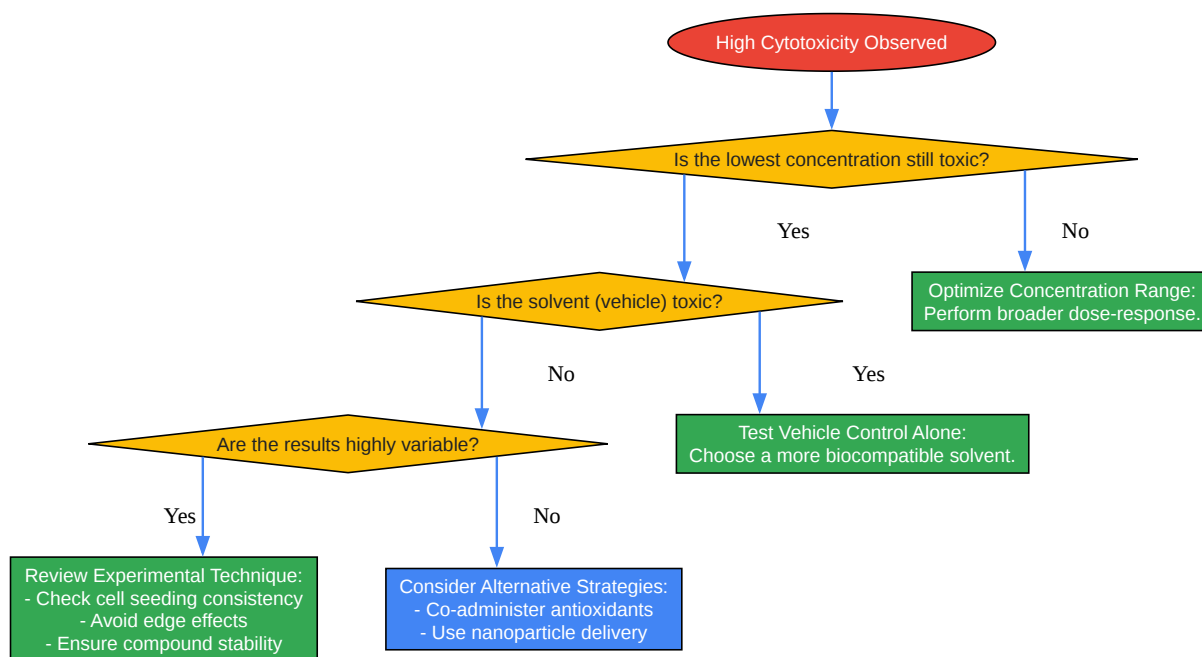 High Cytotoxicity Observed
Is the lowest concentration still toxic?
Yes
No
Is the solvent (vehicle) toxic?
Optimize Concentration Range:
Perform broader dose-response.
No
Yes
Are the results highly variable?
Test Vehicle Control Alone:
Choose a more biocompatible solvent.
Yes
No
Review Experimental Technique:
- Check cell seeding consistency
- Avoid edge effects
- Ensure compound stability
Consider Alternative Strategies:
- Co-administer antioxidants
- Use nanoparticle delivery